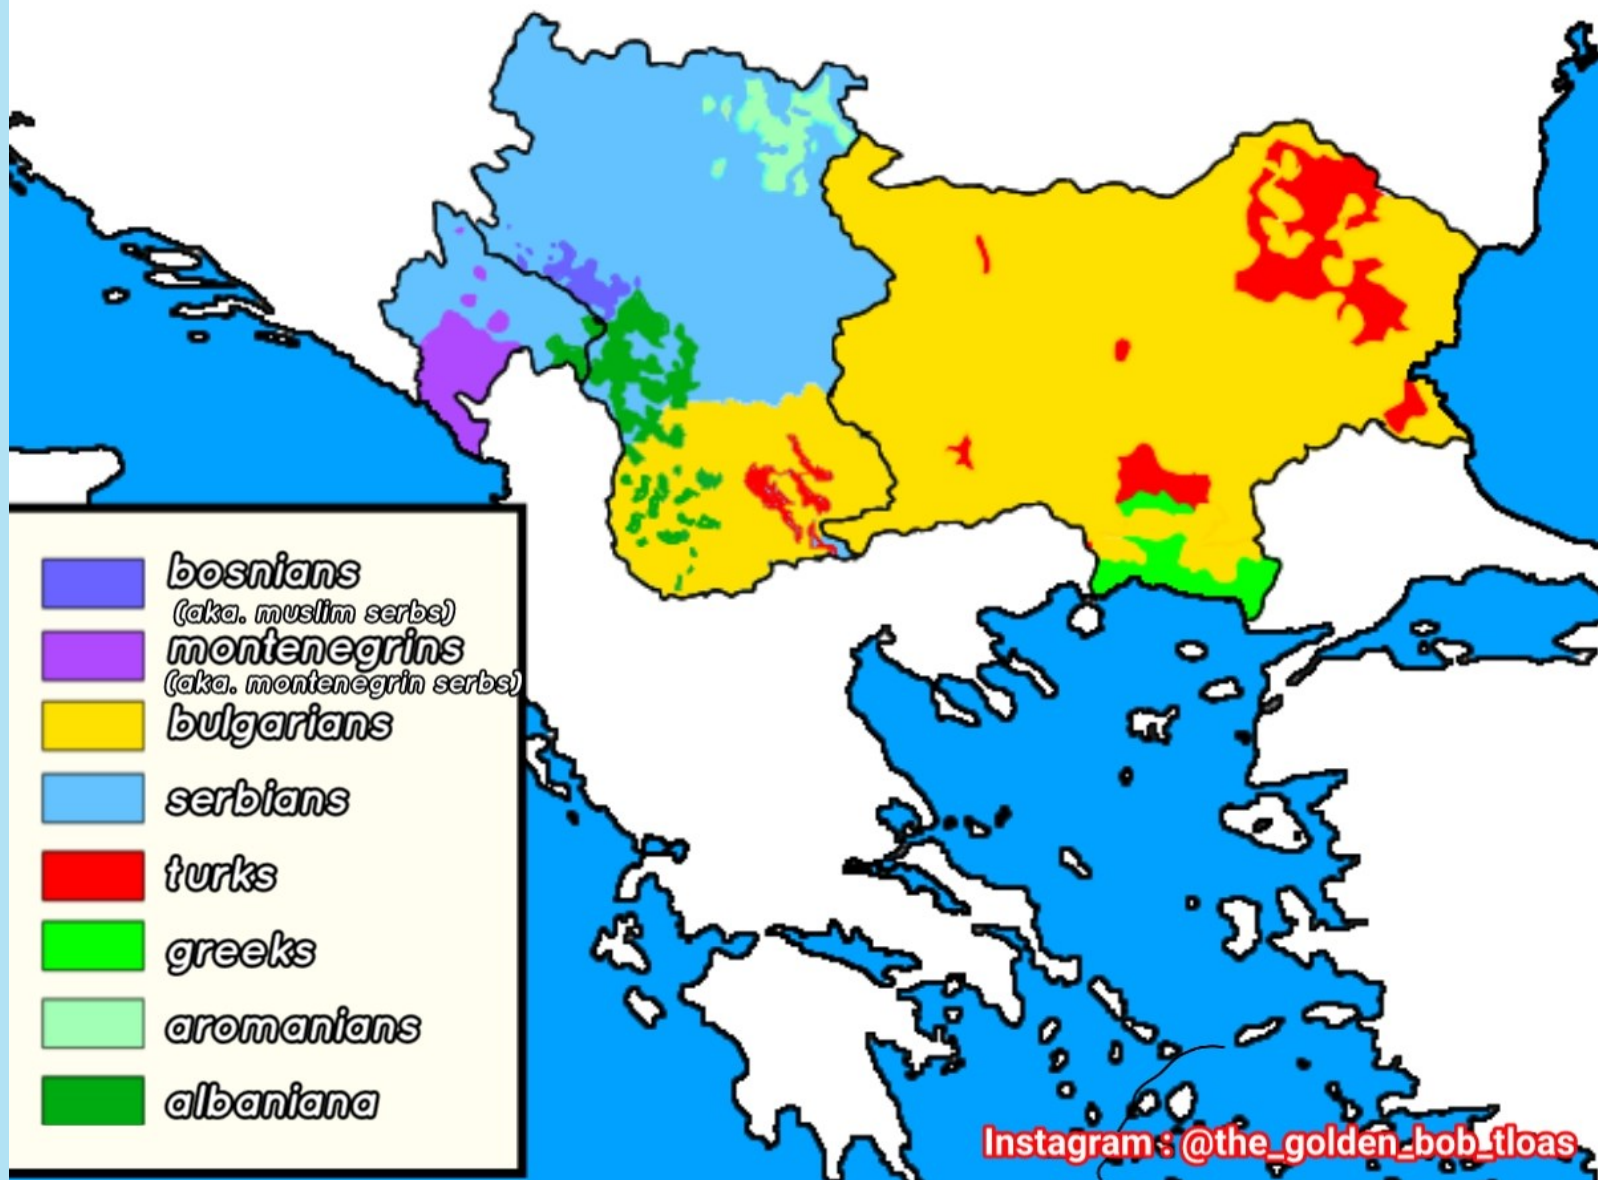 bosnians
(aka. muslim serbs)
montenegrins
(aka. montenegrin serbs)
bulgarians
serbians
turks
greeks
aromanians
albaniana
Instagram : @the_golden_bob_tloas